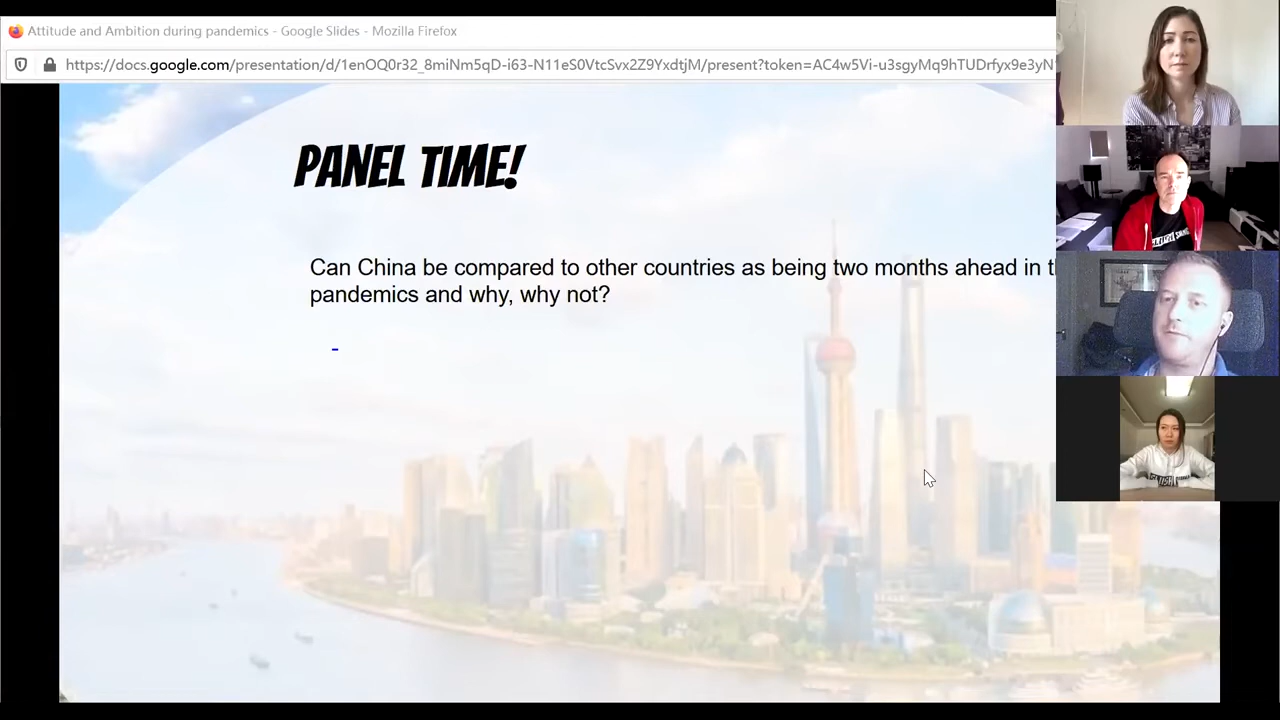 Attitude and Ambition during pandemics - Google Slides - Mozilla Firefox
https://docs.google.com/presentation/d/1enOQ0r32_8miNm5qD-i63-N11eS0VtcSvx2Z9YxdtjM/present?token=AC4w5Vi-u3sgyMq9hTUDrfyx9e3yN
PANEL TIME!
Can China be compared to other countries as being two months ahead in
pandemics and why, why not?
-